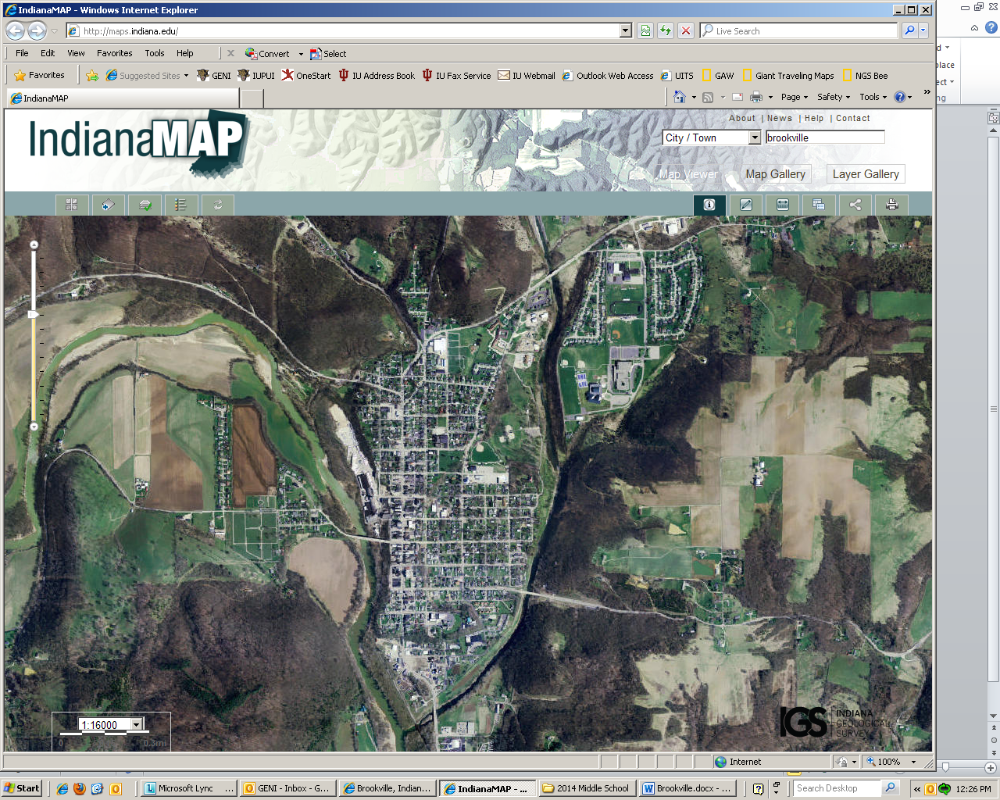 IndianaMAP - Windows Internet Explorer
http://maps.indiana.edu/
Live Search
File Edit View Favorites Tools Help
Convert Select
Favorites Suggested Sites GENI IUPUI OneStart IU Address Book IU Fax Service IU Webmail Outlook Web Access UITS GAW Giant Traveling Maps NGS Bee
IndianaMAP
Page Safety Tools
IndianaMAP
About | News | Help | Contact
City / Town brookville
Map Viewer Map Gallery Layer Gallery
1:16000
0 0.3mi
IGS INDIANA
GEOLOGICAL
SURVEY
Internet 100%
Start Microsoft Lync GENI - Inbox - G... Brookville, Indian... IndianaMAP - ... 2014 Middle School Brookville.docx - ... Search Desktop 12:26 PM